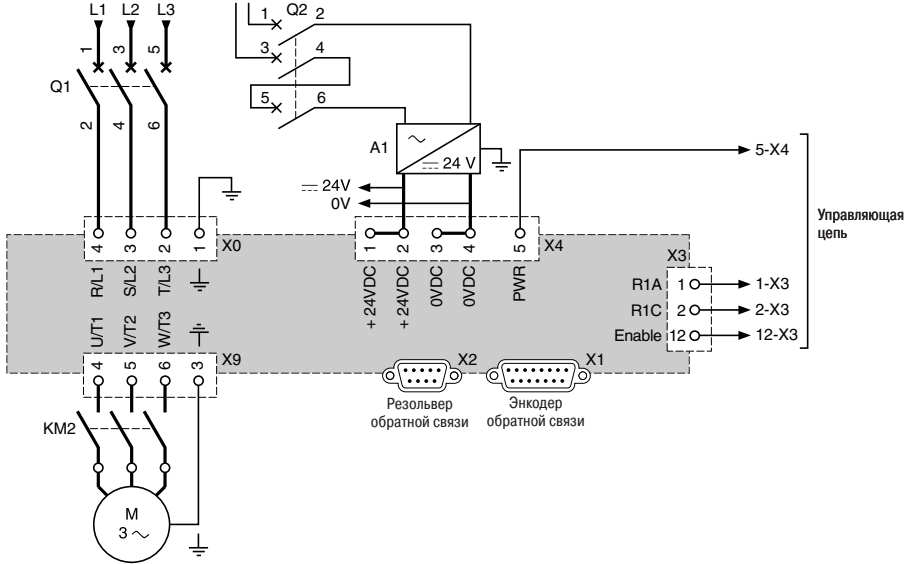 L1 L2 L3
1 3 5
Q1
2 4 6
Q2
1 2
3 4
5 6
A1
24 V
24V
0V
5-X4
Управляющая
цепь
4 3 2 1 X0
R/L1 S/L2 T/L3
1 2 3 4 5 X4
+24VDC +24VDC 0VDC 0VDC PWR
X3
R1A 1 1-X3
R1C 2 2-X3
Enable 12 12-X3
U/T1 V/T2 W/T3
4 5 6 3 X9
X2 X1
Резольвер
обратной связи
Энкодер
обратной связи
KM2
M
3